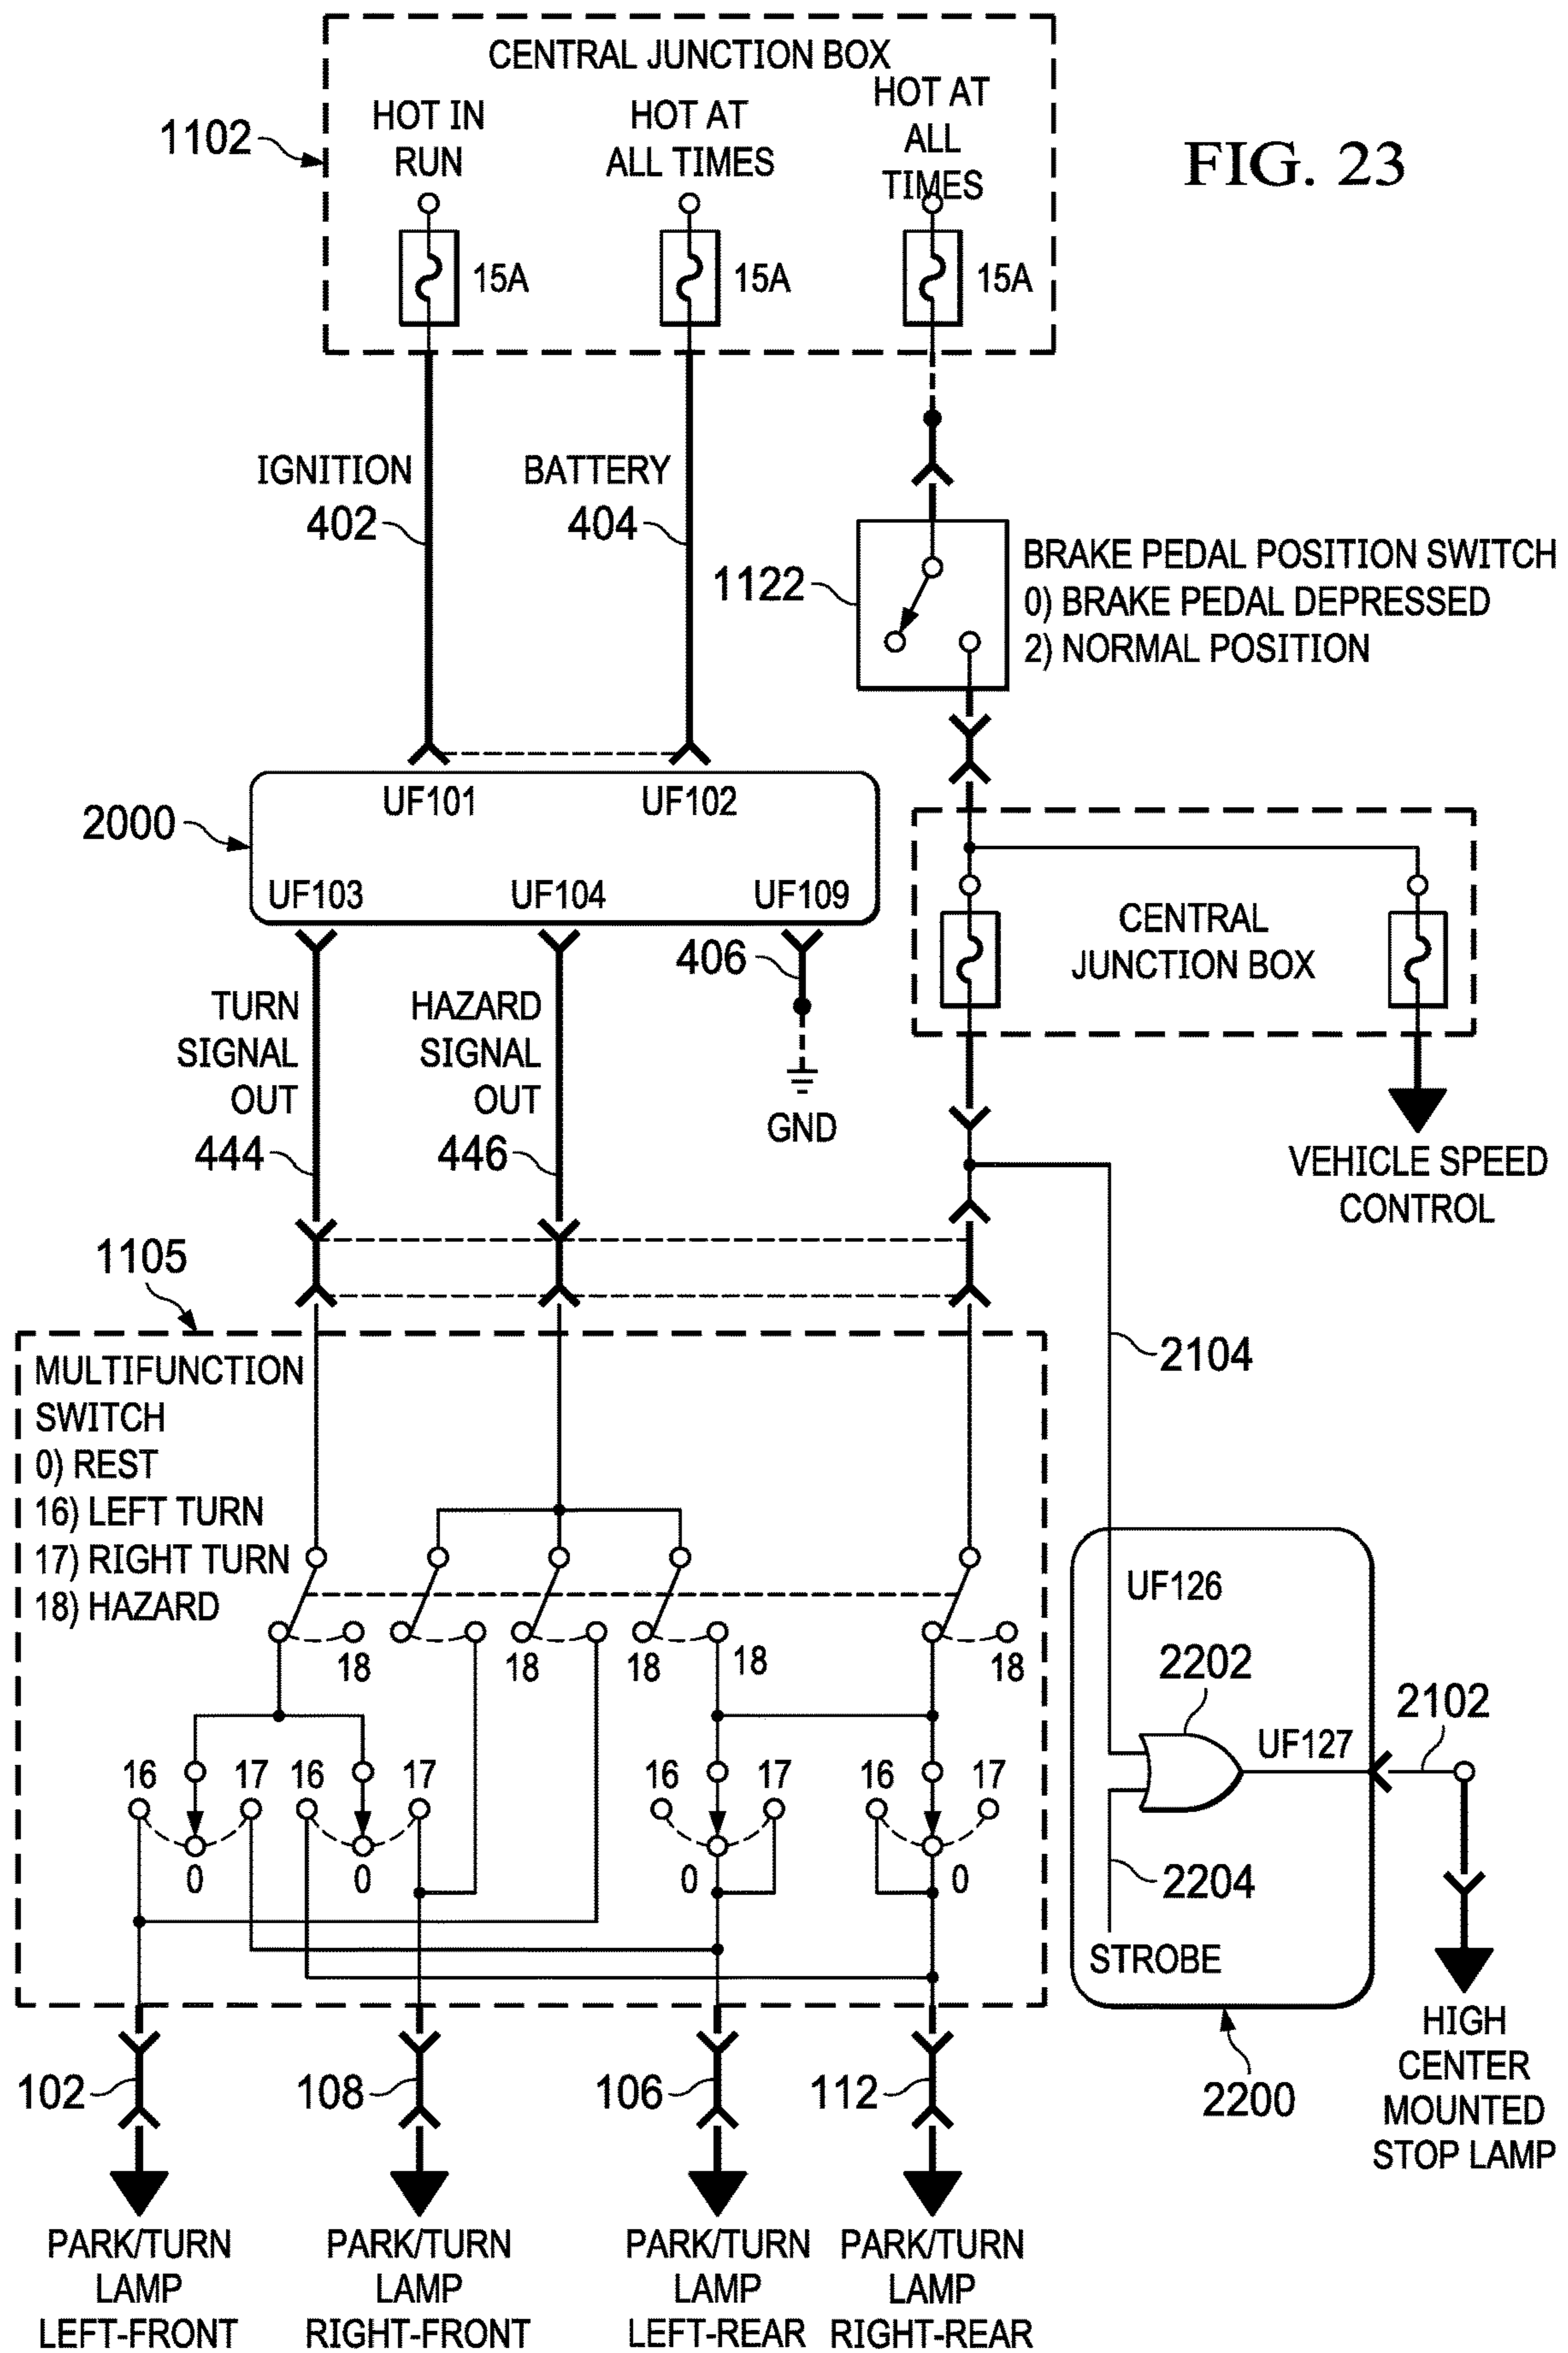 FIG. 23
CENTRAL JUNCTION BOX
HOT IN
RUN
HOT AT
ALL TIMES
HOT AT
ALL
TIMES
1102
15A
15A
15A
IGNITION
402
BATTERY
404
1122
BRAKE PEDAL POSITION SWITCH
0) BRAKE PEDAL DEPRESSED
2) NORMAL POSITION
2000
UF101
UF102
UF103
UF104
UF109
406
GND
CENTRAL
JUNCTION BOX
TURN
SIGNAL
OUT
444
HAZARD
SIGNAL
OUT
446
VEHICLE SPEED
CONTROL
1105
2104
MULTIFUNCTION
SWITCH
0) REST
16) LEFT TURN
17) RIGHT TURN
18) HAZARD
18
18
18
18
18
16
17
16
17
16
17
16
17
0
0
0
0
UF126
2202
UF127
2102
2204
STROBE
2200
HIGH
CENTER
MOUNTED
STOP LAMP
102
108
106
112
PARK/TURN
LAMP
LEFT-FRONT
PARK/TURN
LAMP
RIGHT-FRONT
PARK/TURN
LAMP
LEFT-REAR
PARK/TURN
LAMP
RIGHT-REAR